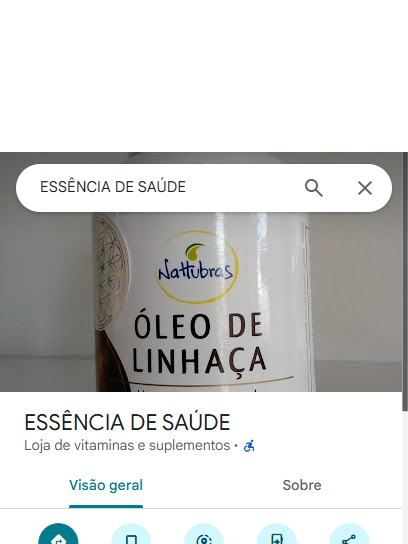 ESSÊNCIA DE SAÚDE
Nattubras
ÓLEO DE
LINHAÇA
ESSÊNCIA DE SAÚDE
Loja de vitaminas e suplementos ·
Visão geral
Sobre